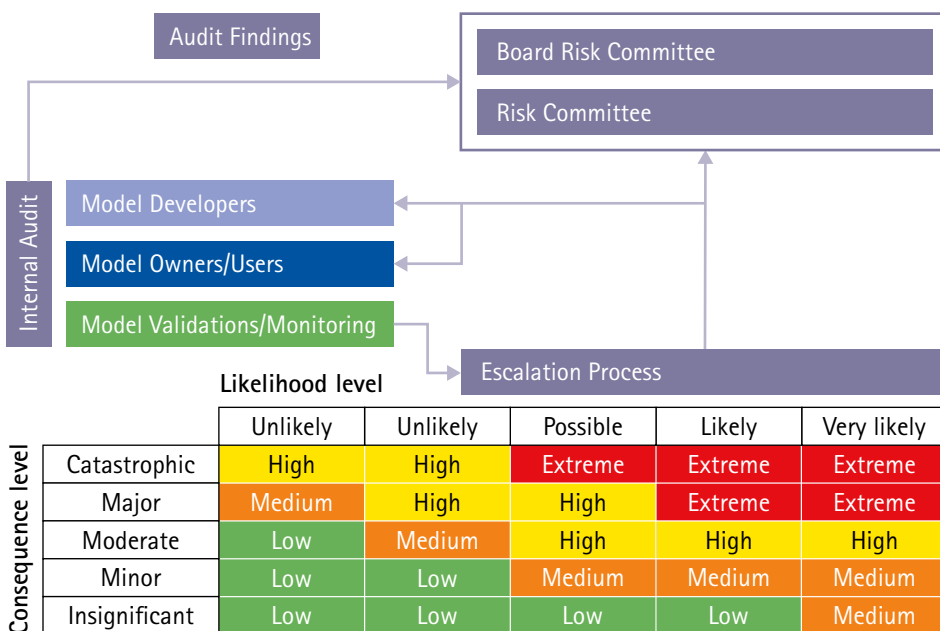 Audit Findings
Board Risk Committee
Risk Committee
Internal Audit
Model Developers
Model Owners/Users
Model Validations/Monitoring
Escalation Process
Likelihood level
Unlikely Unlikely Possible Likely Very likely
Consequence level
Catastrophic High High Extreme Extreme Extreme
Major Medium High High Extreme Extreme
Moderate Low Medium High High High
Minor Low Low Medium Medium Medium
Insignificant Low Low Low Low Medium